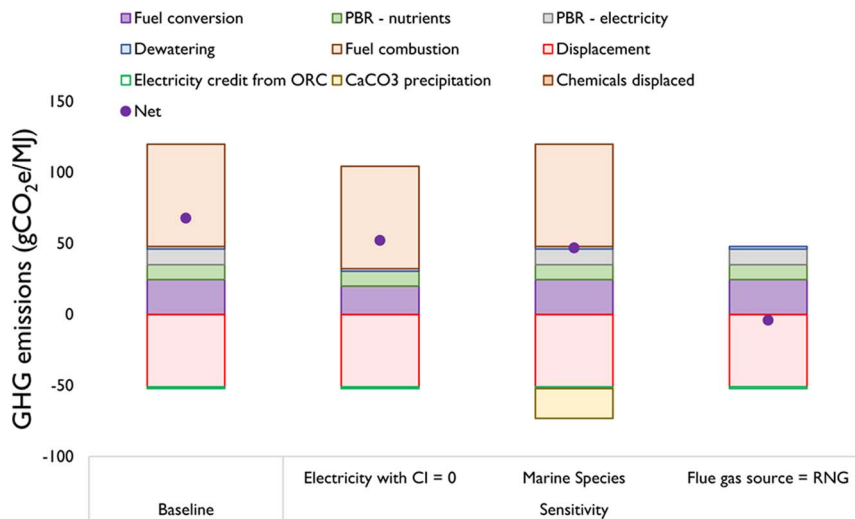 Fuel conversion PBR - nutrients PBR - electricity
Dewatering Fuel combustion Displacement
Electricity credit from ORC CaCO3 precipitation Chemicals displaced
Net
GHG emissions (gCO2e/MJ)
150
100
50
0
-50
-100
Electricity with CI = 0 Marine Species Flue gas source = RNG
Baseline Sensitivity